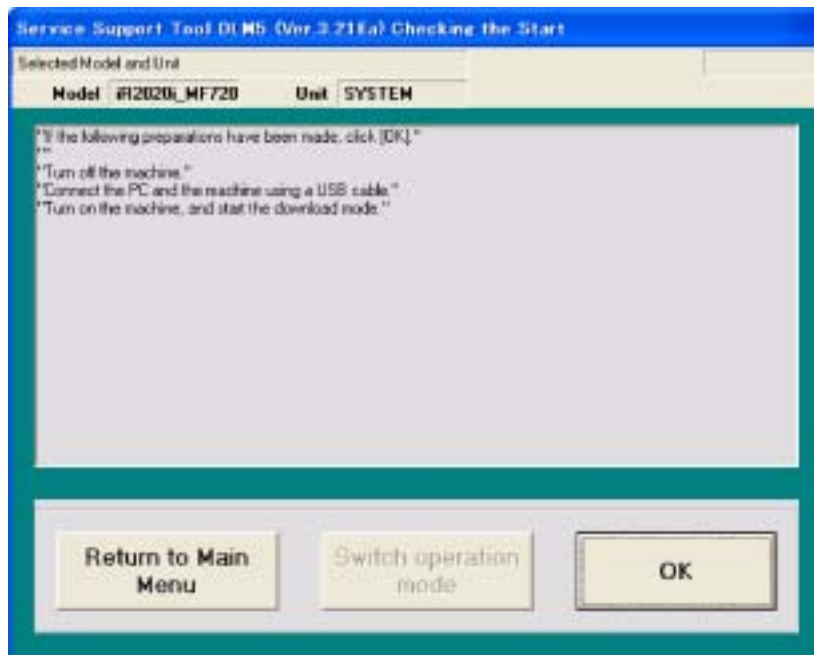 Service Support Tool DLM5 (Ver.3.21Ea) Checking the Start
Selected Model and Unit
Model iR2020i_MF720 Unit SYSTEM
"If the following preparations have been made, click [OK]."
""
"Turn off the machine."
"Connect the PC and the machine using a USB cable."
"Turn on the machine, and start the download mode."
Return to Main
Menu
Switch operation
mode
OK